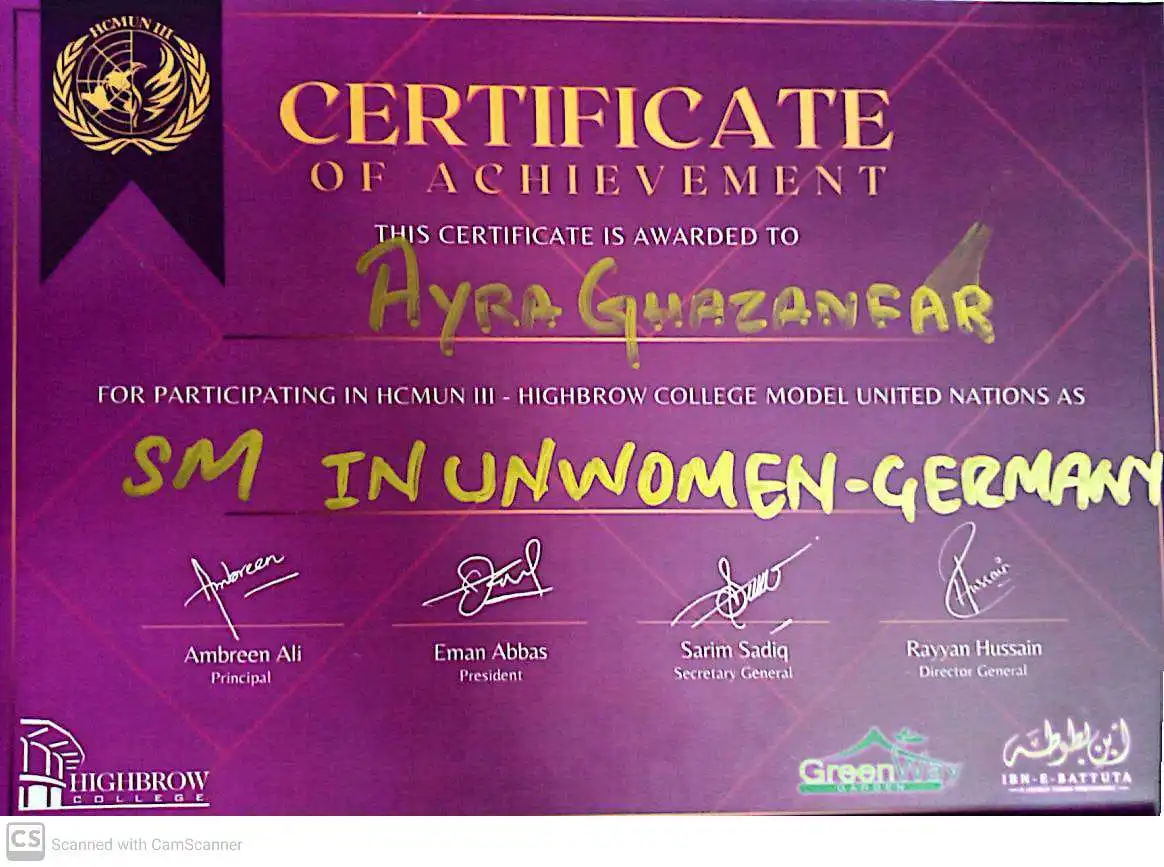 HCMUN III
CERTIFICATE
OF ACHIEVEMENT
THIS CERTIFICATE IS AWARDED TO
AYRA GHAZANFAR
FOR PARTICIPATING IN HCMUN III - HIGHBROW COLLEGE MODEL UNITED NATIONS AS
SM IN UNWOMEN-GERMANY
Ambreen
Hussain
Ambreen Ali
Eman Abbas
Sarim Sadiq
Rayyan Hussain
Principal
President
Secretary General
Director General
HIGHBROW
COLLEGE
GreenWay
GARDEN
ابن بطوطة
IBN-E-BATTUTA
CS Scanned with CamScanner